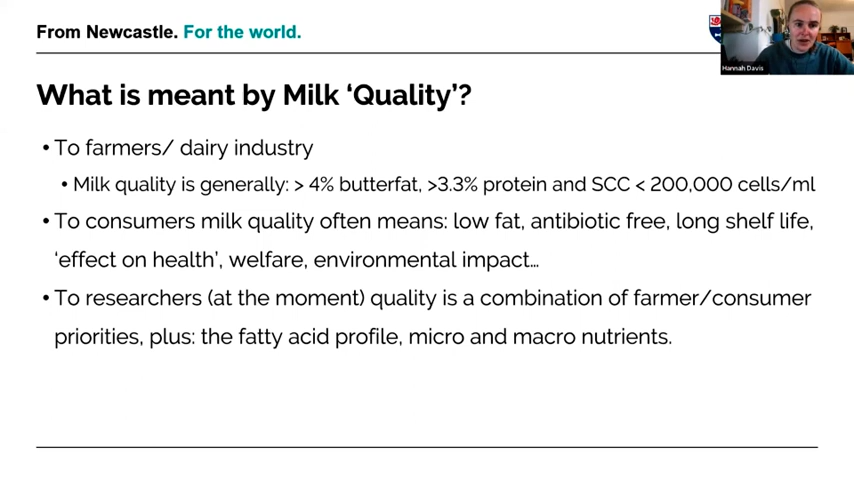 From Newcastle. For the world.
Hannah Davis
What is meant by Milk ‘Quality’?
• To farmers/ dairy industry
• Milk quality is generally: > 4% butterfat, >3.3% protein and SCC < 200,000 cells/ml
• To consumers milk quality often means: low fat, antibiotic free, long shelf life,
‘effect on health’, welfare, environmental impact…
• To researchers (at the moment) quality is a combination of farmer/consumer
priorities, plus: the fatty acid profile, micro and macro nutrients.